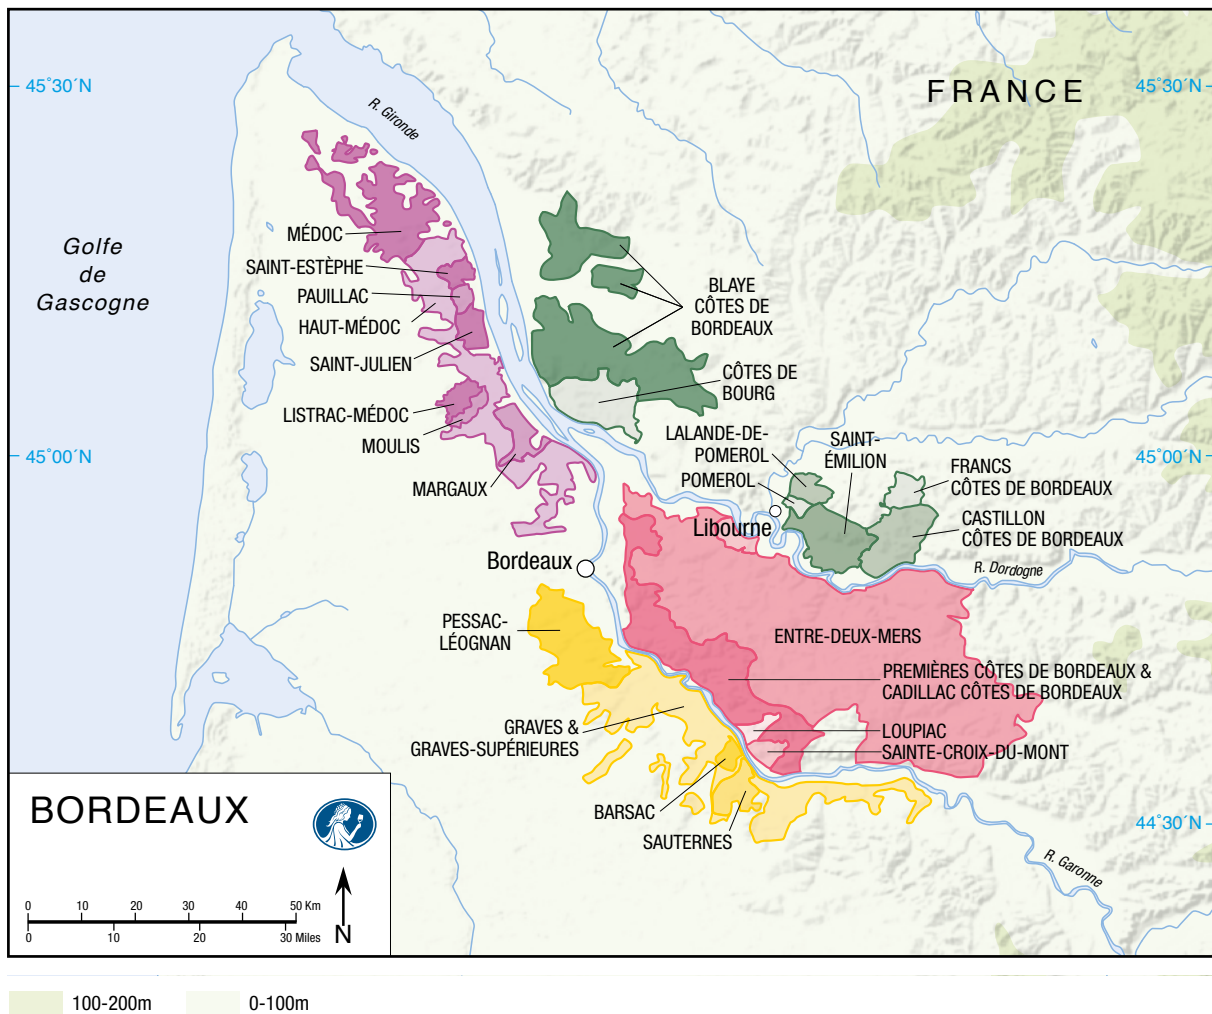 45°30´N
FRANCE
45°30´N
R. Gironde
Golfe
de
Gascogne
MÉDOC
SAINT-ESTÈPHE
PAUILLAC
HAUT-MÉDOC
SAINT-JULIEN
LISTRAC-MÉDOC
MOULIS
MARGAUX
BLAYE
CÔTES DE
BORDEAUX
CÔTES DE
BOURG
45°00´N
LALANDE-DE-
POMEROL
POMEROL
SAINT-
ÉMILION
FRANCS
CÔTES DE BORDEAUX
45°00´N
CASTILLON
CÔTES DE BORDEAUX
Libourne
Bordeaux
R. Dordogne
PESSAC-
LÉOGNAN
ENTRE-DEUX-MERS
PREMIÈRES CÔTES DE BORDEAUX &
CADILLAC CÔTES DE BORDEAUX
GRAVES &
GRAVES-SUPÉRIEURES
LOUPIAC
SAINTE-CROIX-DU-MONT
BARSAC
SAUTERNES
44°30´N
R. Garonne
BORDEAUX
0 10 20 30 40 50 Km
0 10 20 30 Miles
N
100-200m
0-100m